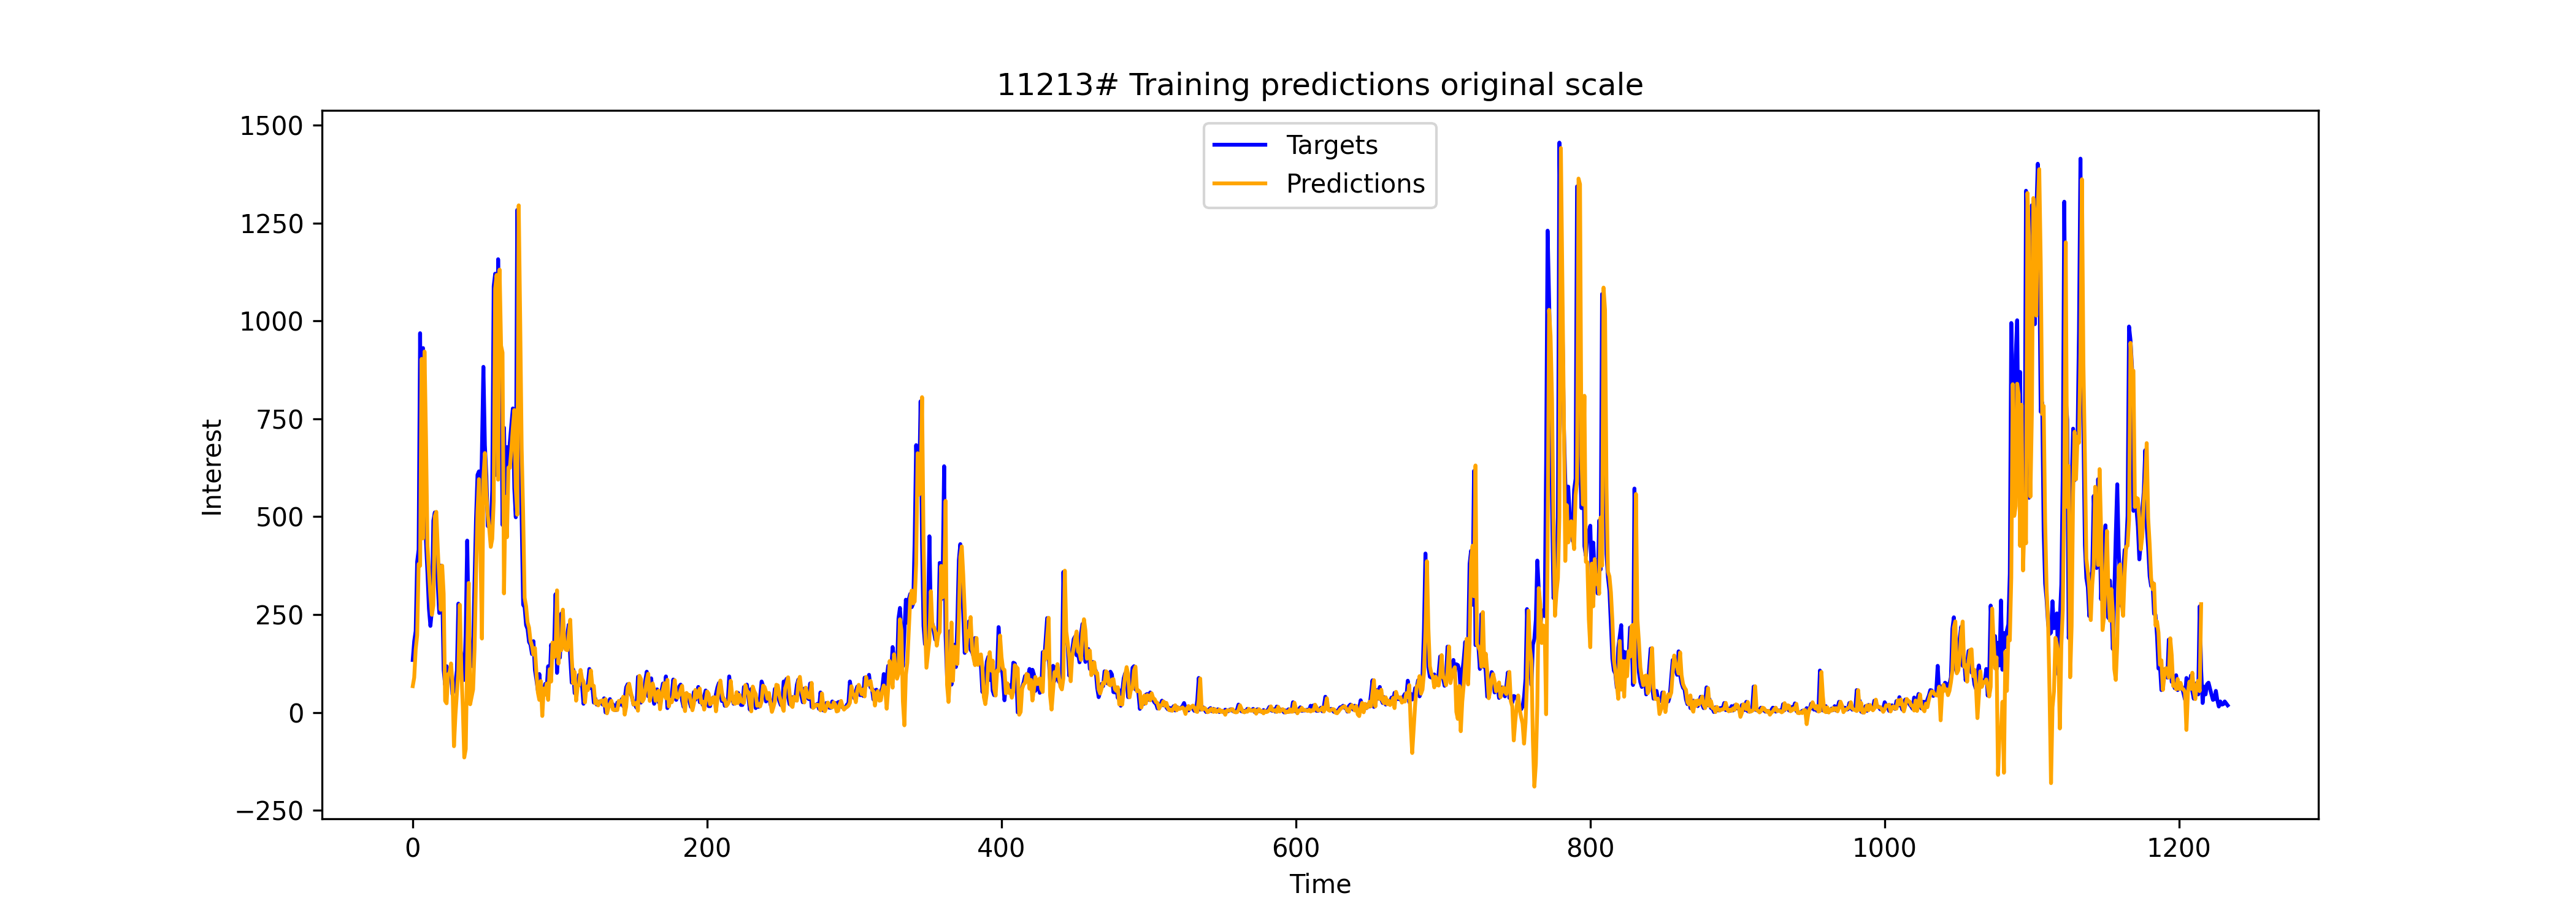 11213# Training predictions original scale
Targets
Predictions
1500
1250
1000
750
500
250
0
−250
Interest
0 200 400 600 800 1000 1200
Time